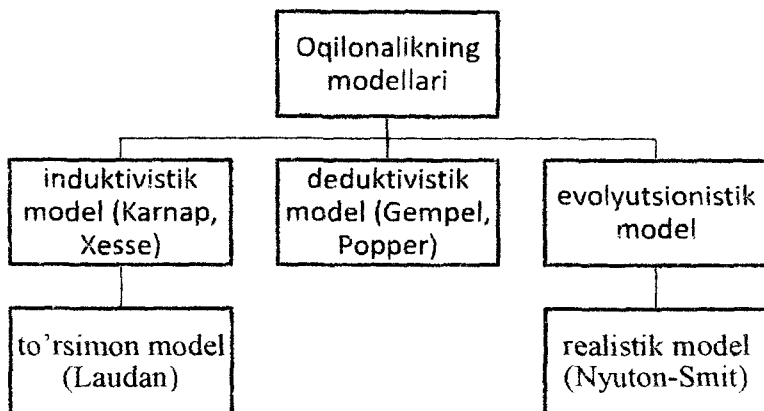 Oqilonalikning
modellari
induktivistik
model (Karnap,
Xesse)
deduktivistik
model (Gempel,
Popper)
evolyutsionistik
model
to'rsimon model
(Laudan)
realistik model
(Nyuton-Smit)